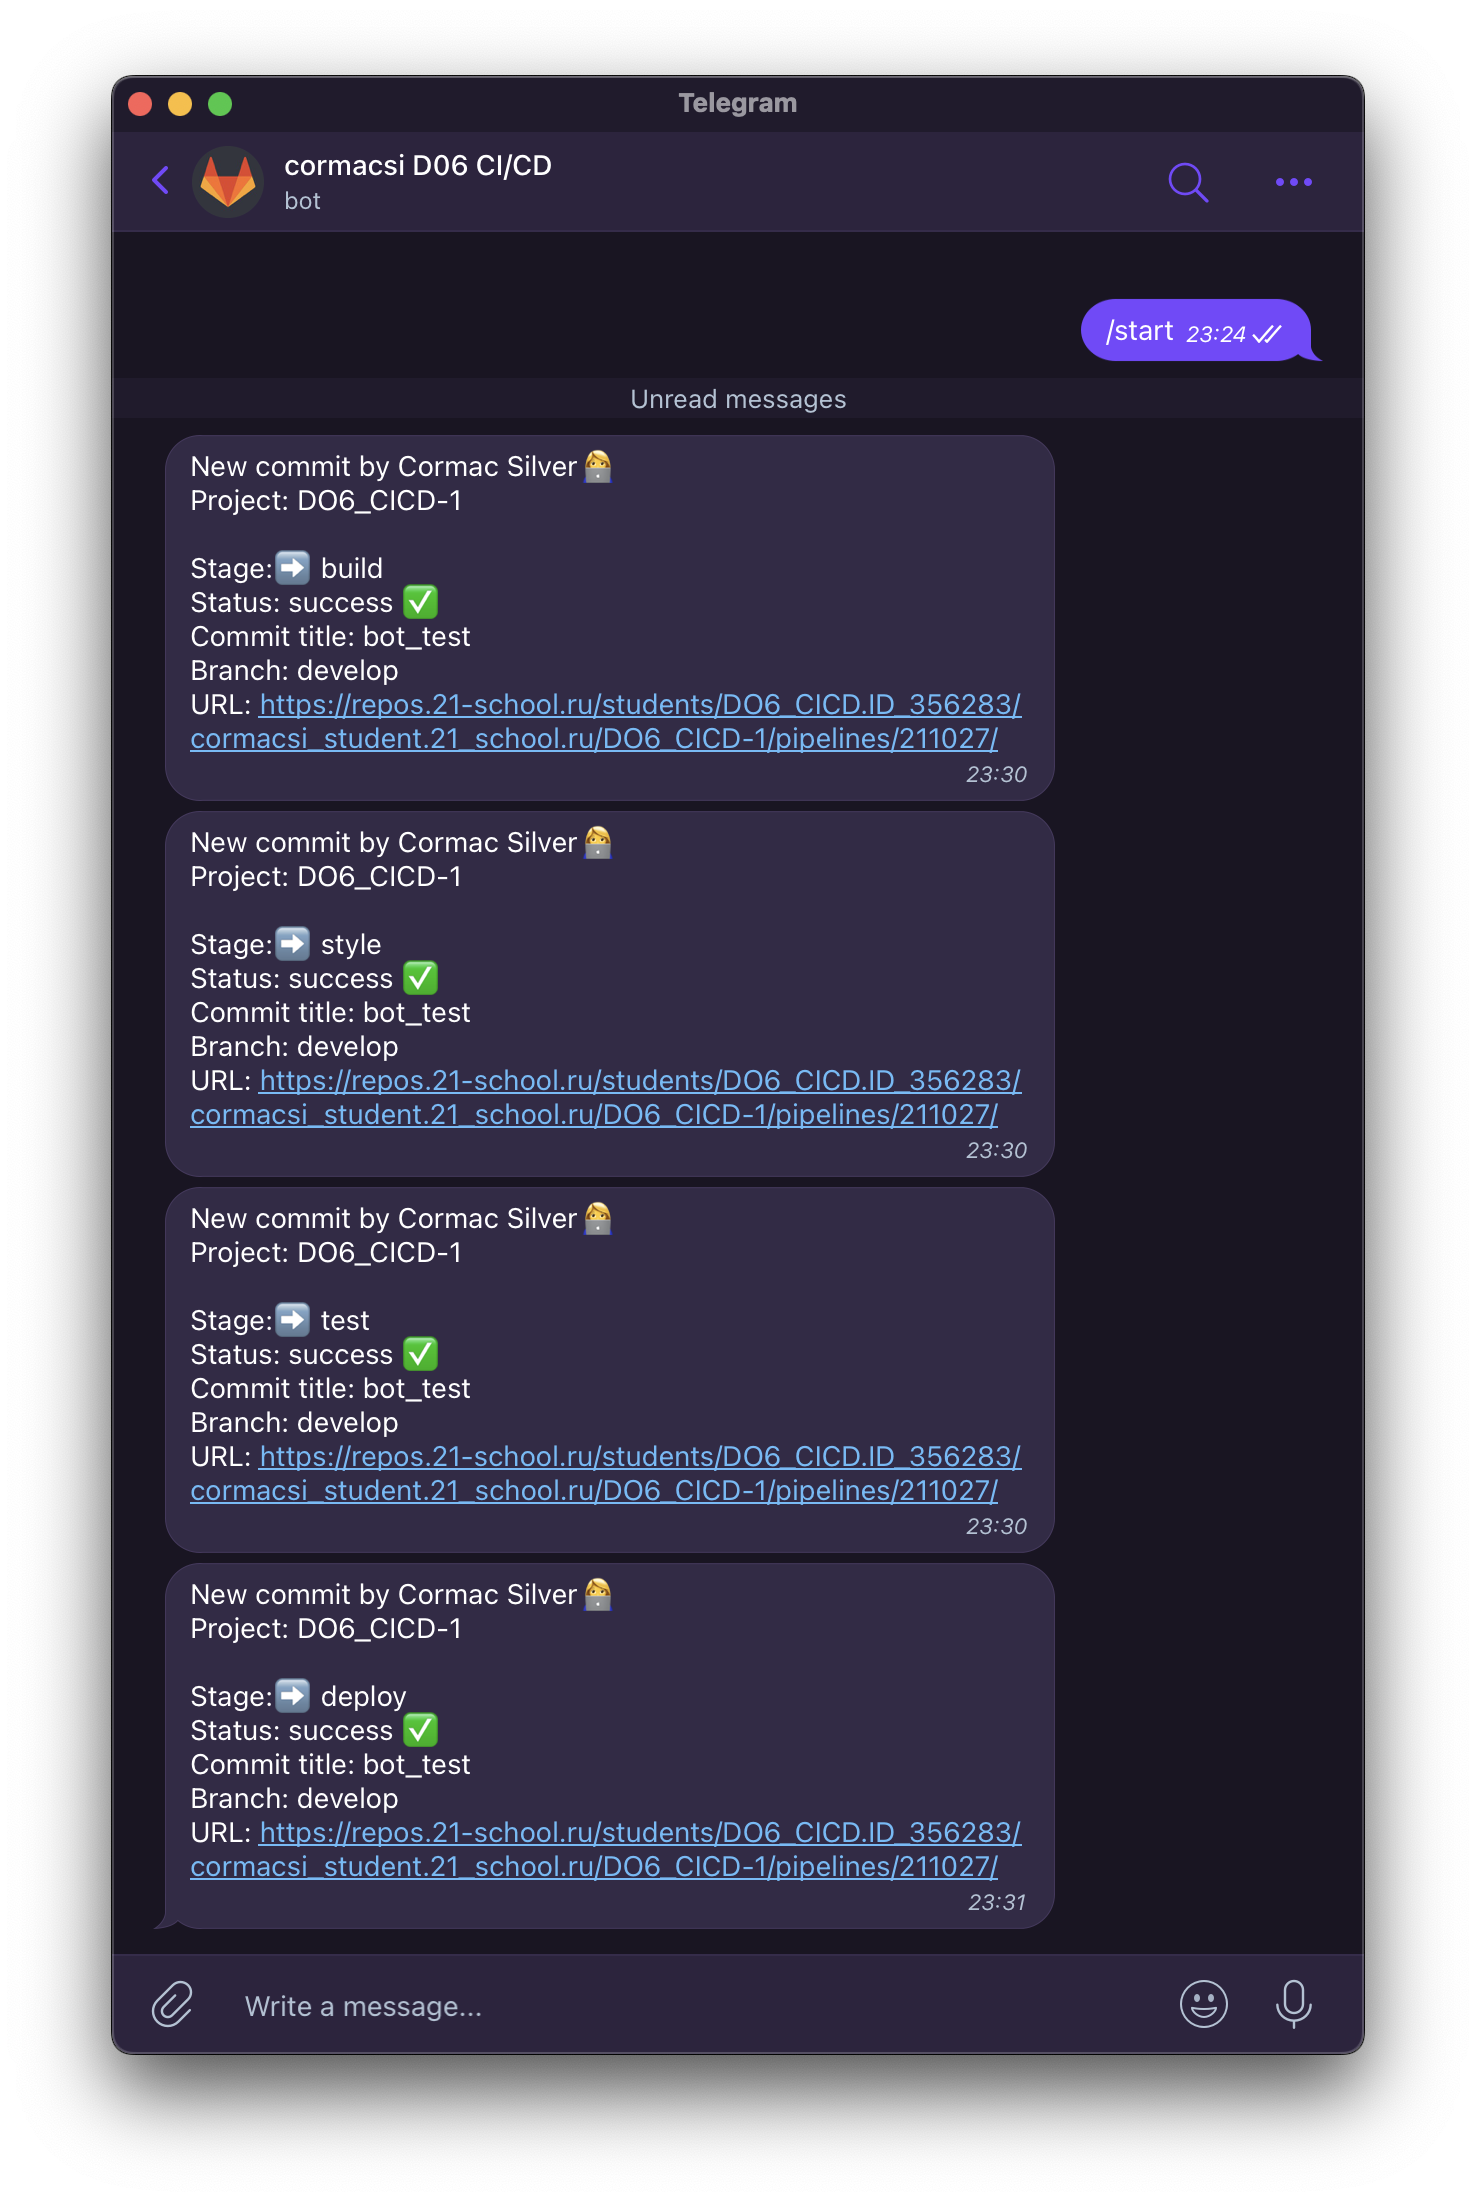 Telegram
cormacsi D06 CI/CD
bot
/start 23:24
Unread messages
New commit by Cormac Silver 👩‍💻
Project: DO6_CICD-1
Stage:➡️ build
Status: success ✅
Commit title: bot_test
Branch: develop
URL: https://repos.21-school.ru/students/DO6_CICD.ID_356283/
cormacsi_student.21_school.ru/DO6_CICD-1/pipelines/211027/
23:30
New commit by Cormac Silver 👩‍💻
Project: DO6_CICD-1
Stage:➡️ style
Status: success ✅
Commit title: bot_test
Branch: develop
URL: https://repos.21-school.ru/students/DO6_CICD.ID_356283/
cormacsi_student.21_school.ru/DO6_CICD-1/pipelines/211027/
23:30
New commit by Cormac Silver 👩‍💻
Project: DO6_CICD-1
Stage:➡️ test
Status: success ✅
Commit title: bot_test
Branch: develop
URL: https://repos.21-school.ru/students/DO6_CICD.ID_356283/
cormacsi_student.21_school.ru/DO6_CICD-1/pipelines/211027/
23:30
New commit by Cormac Silver 👩‍💻
Project: DO6_CICD-1
Stage:➡️ deploy
Status: success ✅
Commit title: bot_test
Branch: develop
URL: https://repos.21-school.ru/students/DO6_CICD.ID_356283/
cormacsi_student.21_school.ru/DO6_CICD-1/pipelines/211027/
23:31
Write a message...